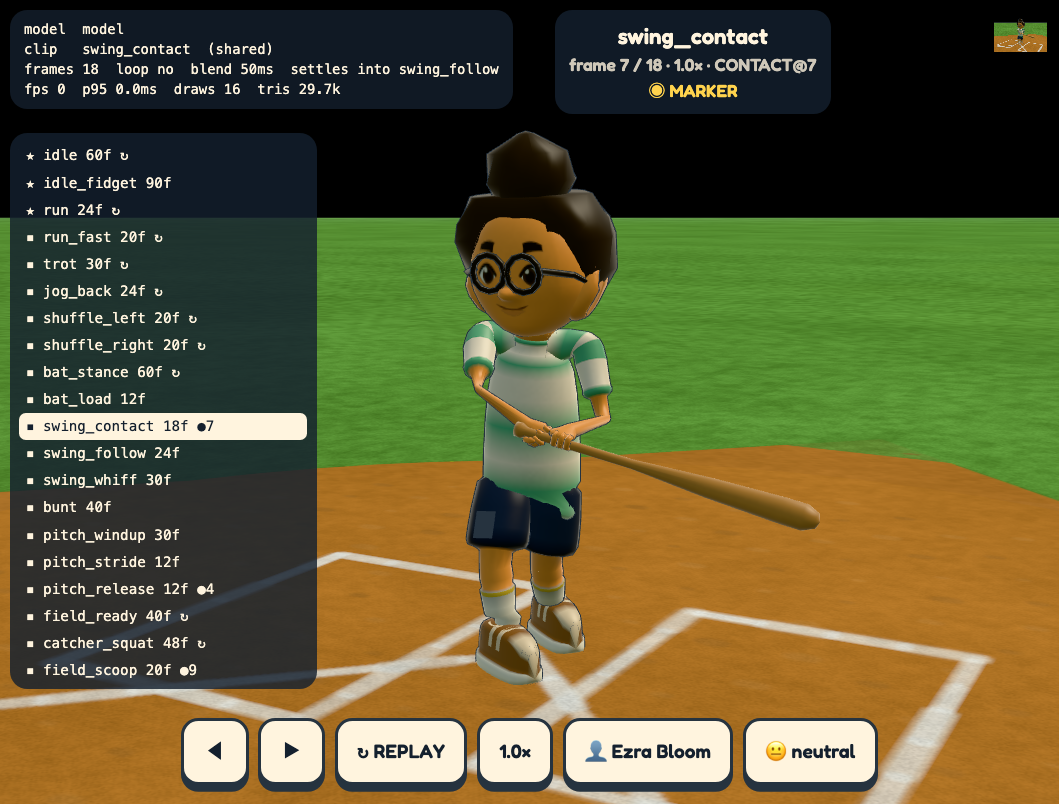 model model
clip swing_contact (shared)
frames 18 loop no blend 50ms settles into swing_follow
fps 0 p95 0.0ms draws 16 tris 29.7k
swing_contact
frame 7 / 18 · 1.0× · CONTACT@7
◉ MARKER
★ idle 60f ↻
★ idle_fidget 90f
★ run 24f ↻
▪ run_fast 20f ↻
▪ trot 30f ↻
▪ jog_back 24f ↻
▪ shuffle_left 20f ↻
▪ shuffle_right 20f ↻
▪ bat_stance 60f ↻
▪ bat_load 12f
▪ swing_contact 18f ●7
▪ swing_follow 24f
▪ swing_whiff 30f
▪ bunt 40f
▪ pitch_windup 30f
▪ pitch_stride 12f
▪ pitch_release 12f ●4
▪ field_ready 40f ↻
▪ catcher_squat 48f ↻
▪ field_scoop 20f ●9
◀ ▶ ↻ REPLAY 1.0× 👤 Ezra Bloom 😐 neutral